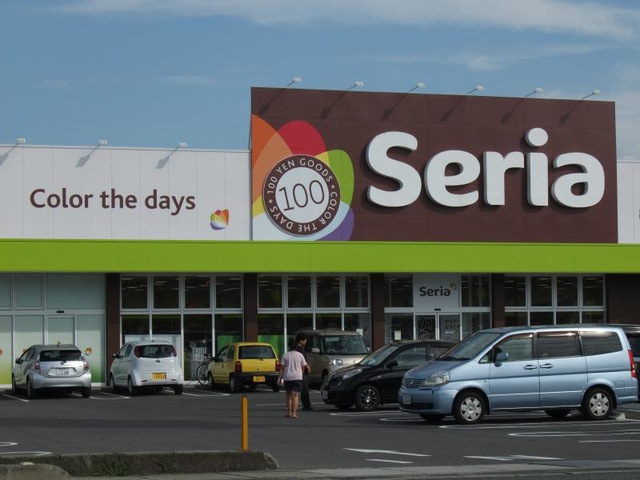 Color the days
100 YEN GOODS
100
COLOR THE DAYS
Seria
Seria